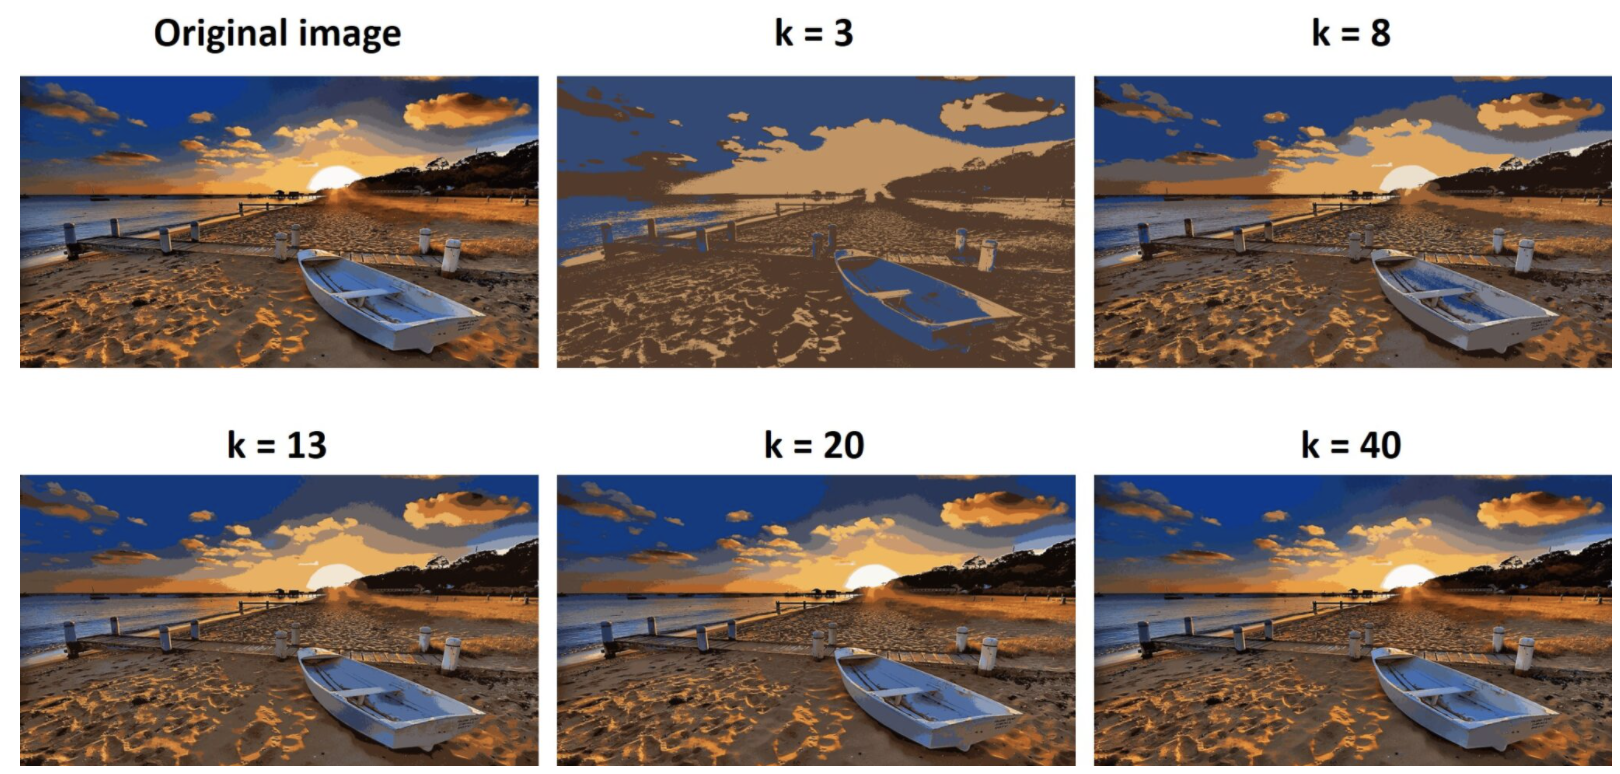 Original image
k = 3
k = 8
k = 13
k = 20
k = 40